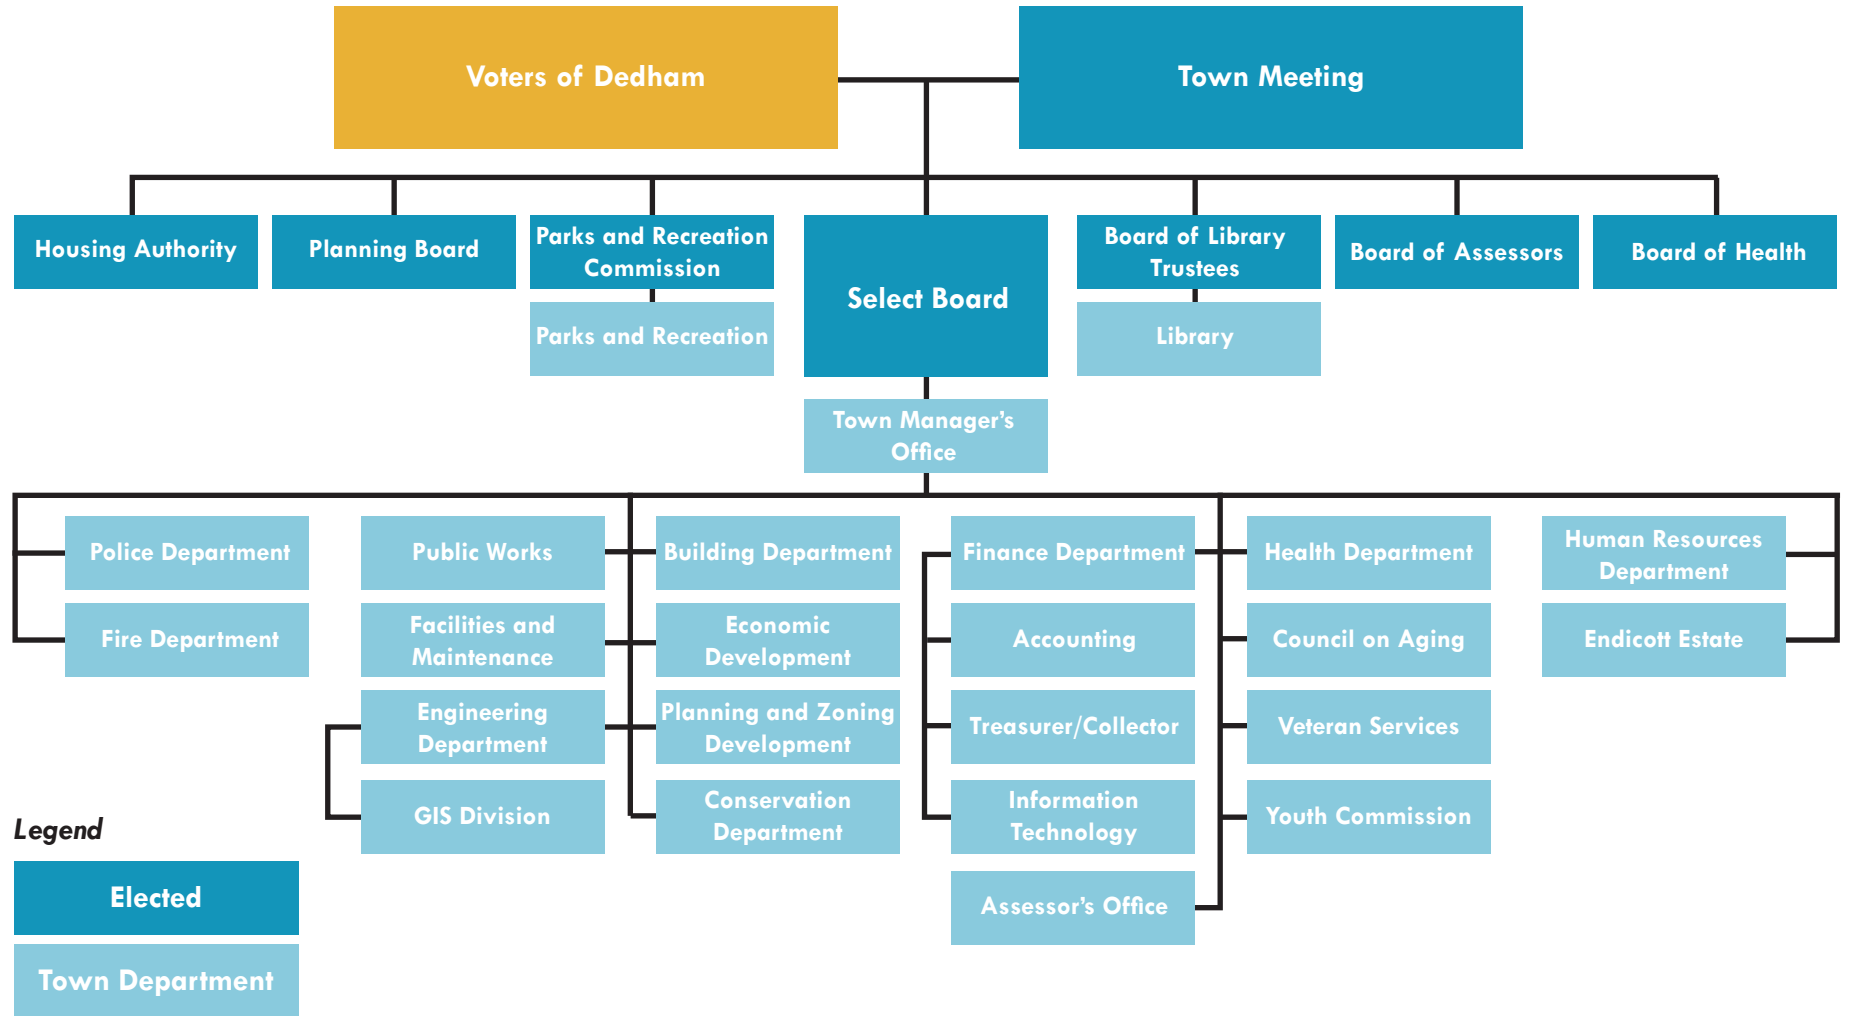 Voters of Dedham
Town Meeting
Housing Authority
Planning Board
Parks and Recreation
Commission
Select Board
Board of Library
Trustees
Board of Assessors
Board of Health
Parks and Recreation
Library
Town Manager's
Office
Police Department
Public Works
Building Department
Finance Department
Health Department
Human Resources
Department
Fire Department
Facilities and
Maintenance
Economic
Development
Accounting
Council on Aging
Endicott Estate
Engineering
Department
Planning and Zoning
Development
Treasurer/Collector
Veteran Services
GIS Division
Conservation
Department
Information
Technology
Youth Commission
Assessor's Office
Legend
Elected
Town Department